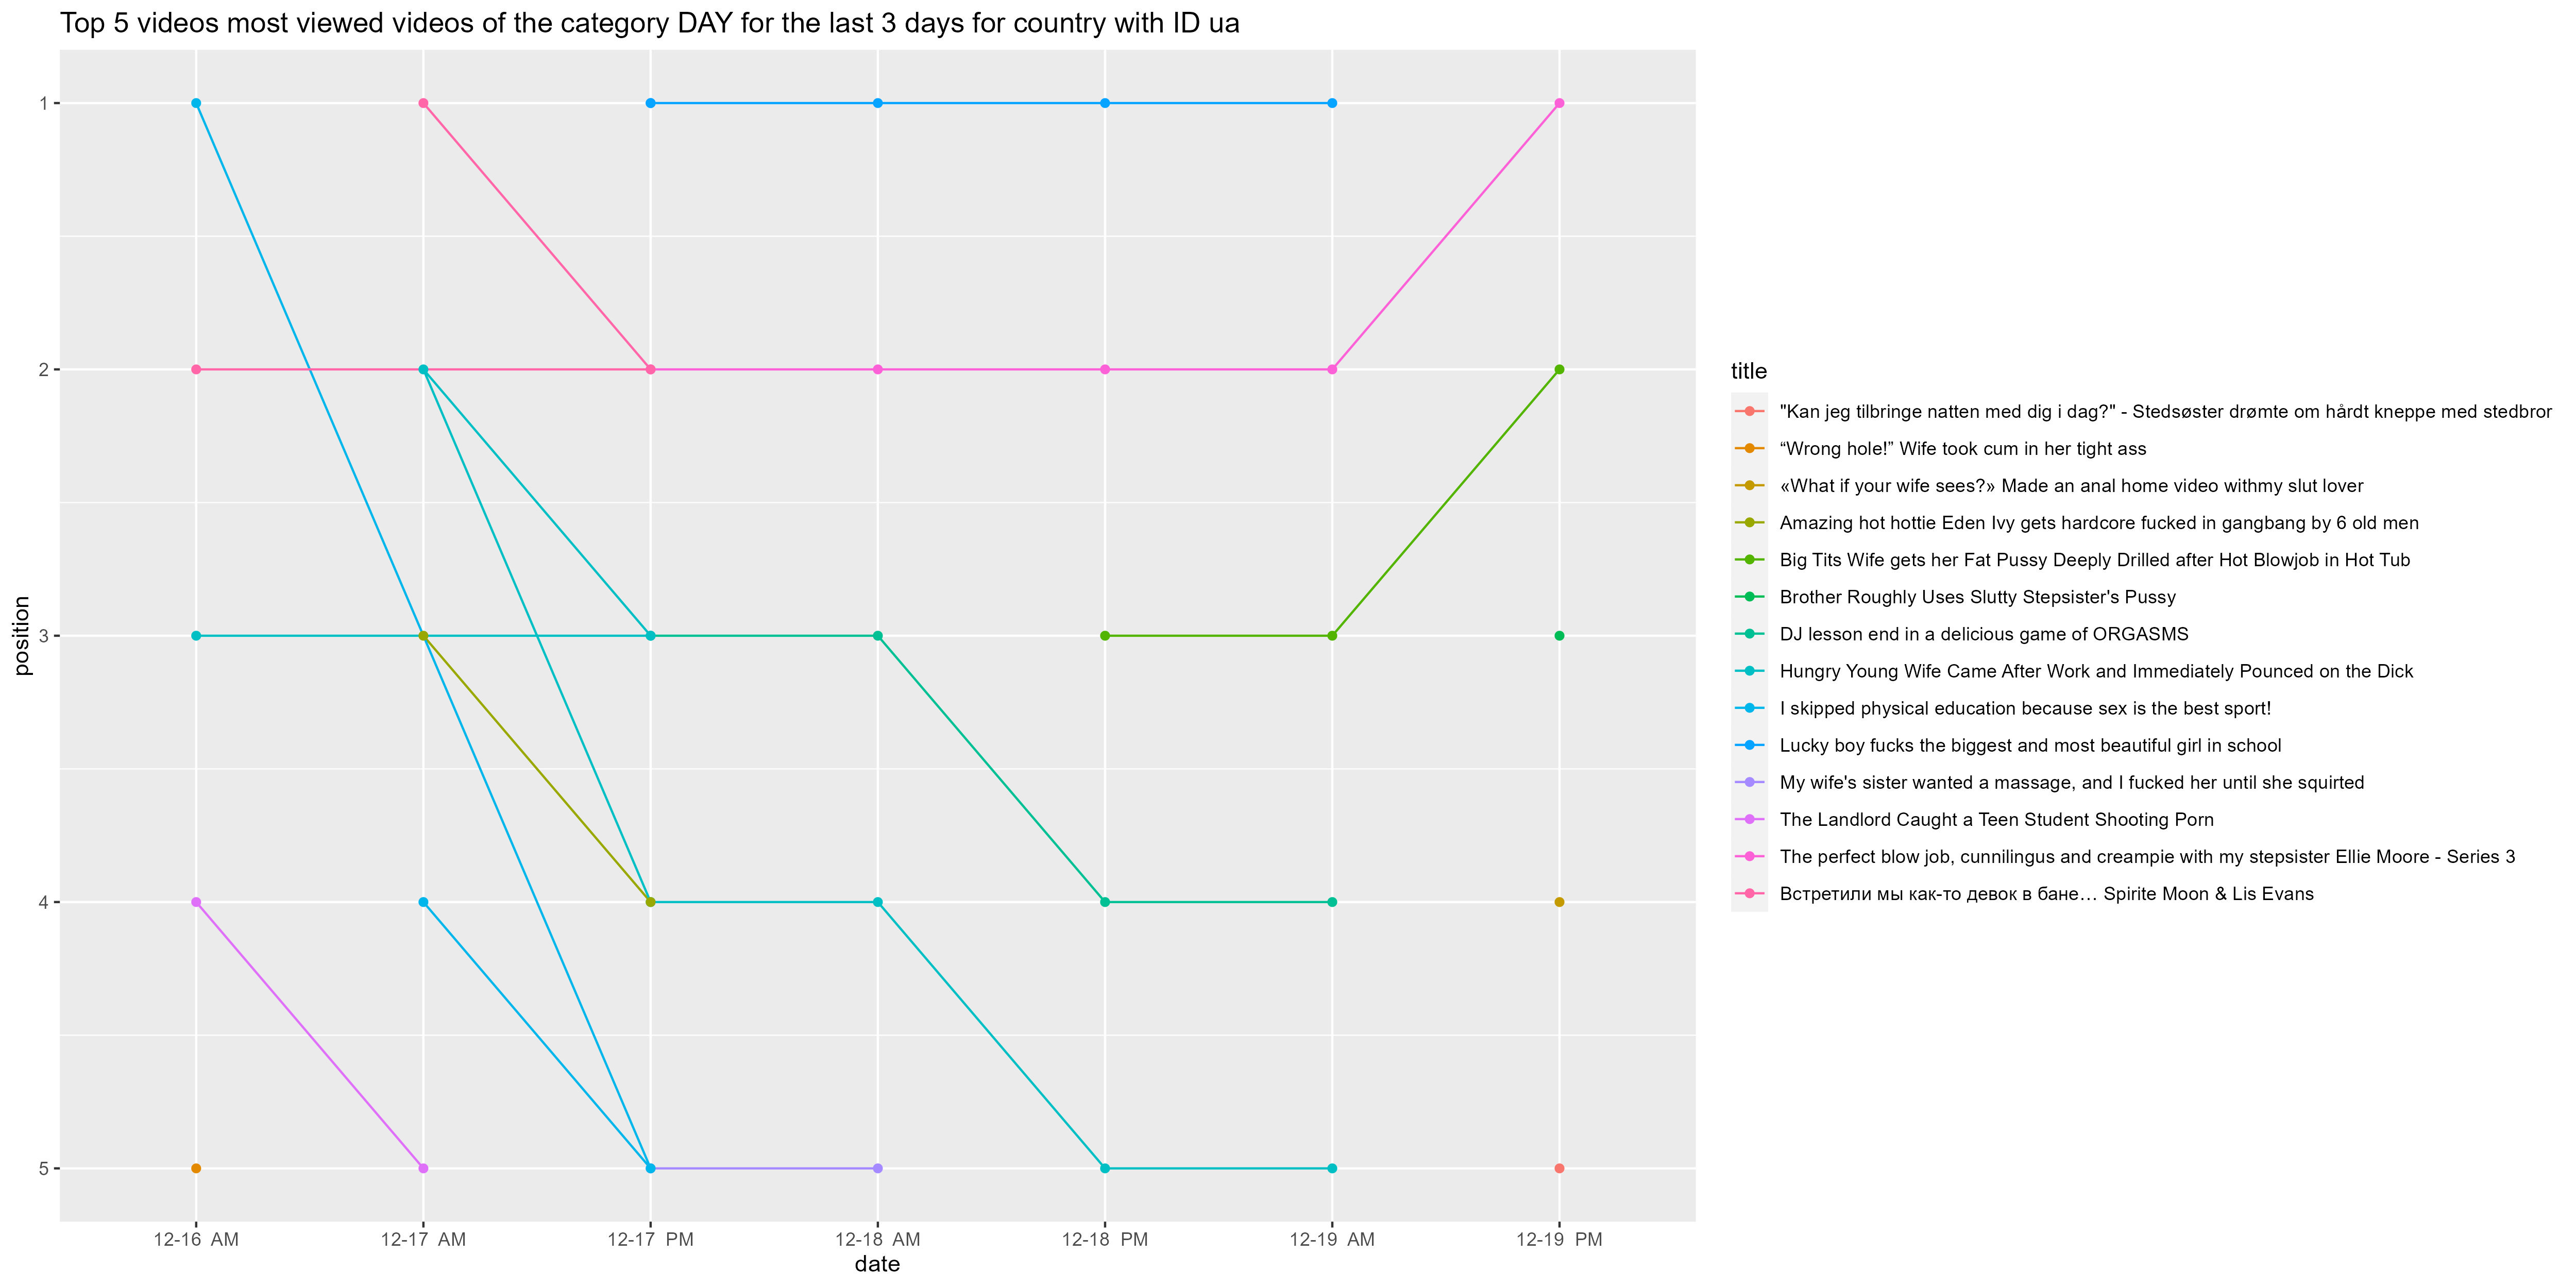 Top 5 videos most viewed videos of the category DAY for the last 3 days for country with ID ua
position
1
2
3
4
5
12-16 AM
12-17 AM
12-17 PM
12-18 AM
12-18 PM
12-19 AM
12-19 PM
date
title
"Kan jeg tilbringe natten med dig i dag?" - Stedsøster drømte om hårdt kneppe med stedbror
“Wrong hole!” Wife took cum in her tight ass
«What if your wife sees?» Made an anal home video withmy slut lover
Amazing hot hottie Eden Ivy gets hardcore fucked in gangbang by 6 old men
Big Tits Wife gets her Fat Pussy Deeply Drilled after Hot Blowjob in Hot Tub
Brother Roughly Uses Slutty Stepsister's Pussy
DJ lesson end in a delicious game of ORGASMS
Hungry Young Wife Came After Work and Immediately Pounced on the Dick
I skipped physical education because sex is the best sport!
Lucky boy fucks the biggest and most beautiful girl in school
My wife's sister wanted a massage, and I fucked her until she squirted
The Landlord Caught a Teen Student Shooting Porn
The perfect blow job, cunnilingus and creampie with my stepsister Ellie Moore - Series 3
Встретили мы как-то девок в бане… Spirite Moon & Lis Evans